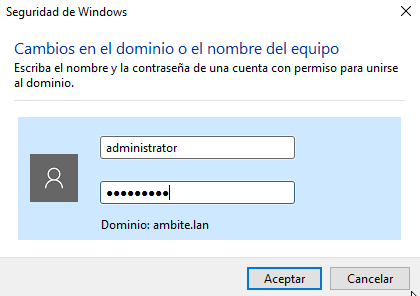 Seguridad de Windows
Cambios en el dominio o el nombre del equipo
Escriba el nombre y la contraseña de una cuenta con permiso para unirse
al dominio.
administrator
●●●●●●●●●
Dominio: ambite.lan
Aceptar
Cancelar